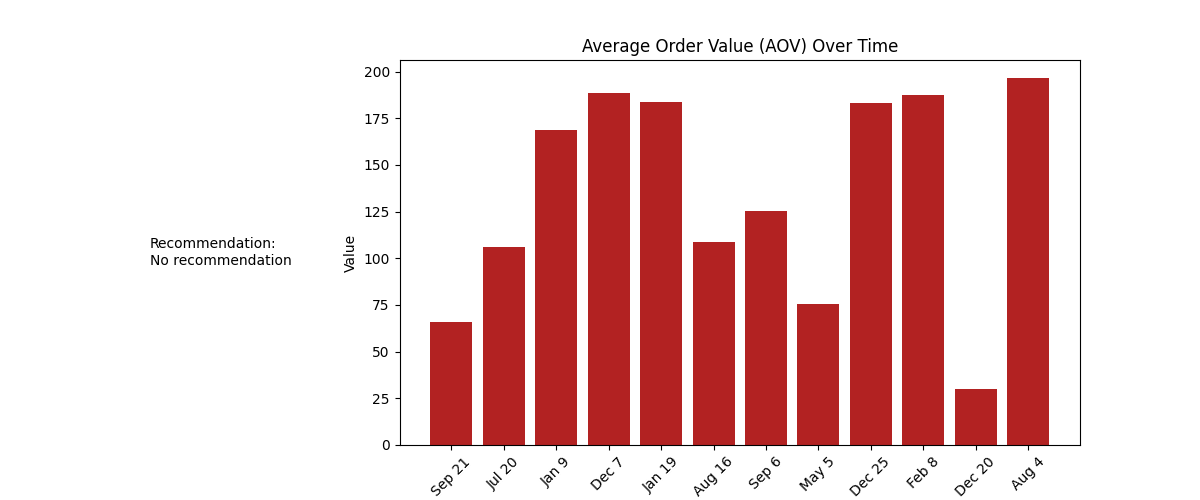 Average Order Value (AOV) Over Time
Recommendation:
No recommendation
Value
200
175
150
125
100
75
50
25
0
Sep 21
Jul 20
Jan 9
Dec 7
Jan 19
Aug 16
Sep 6
May 5
Dec 25
Feb 8
Dec 20
Aug 4